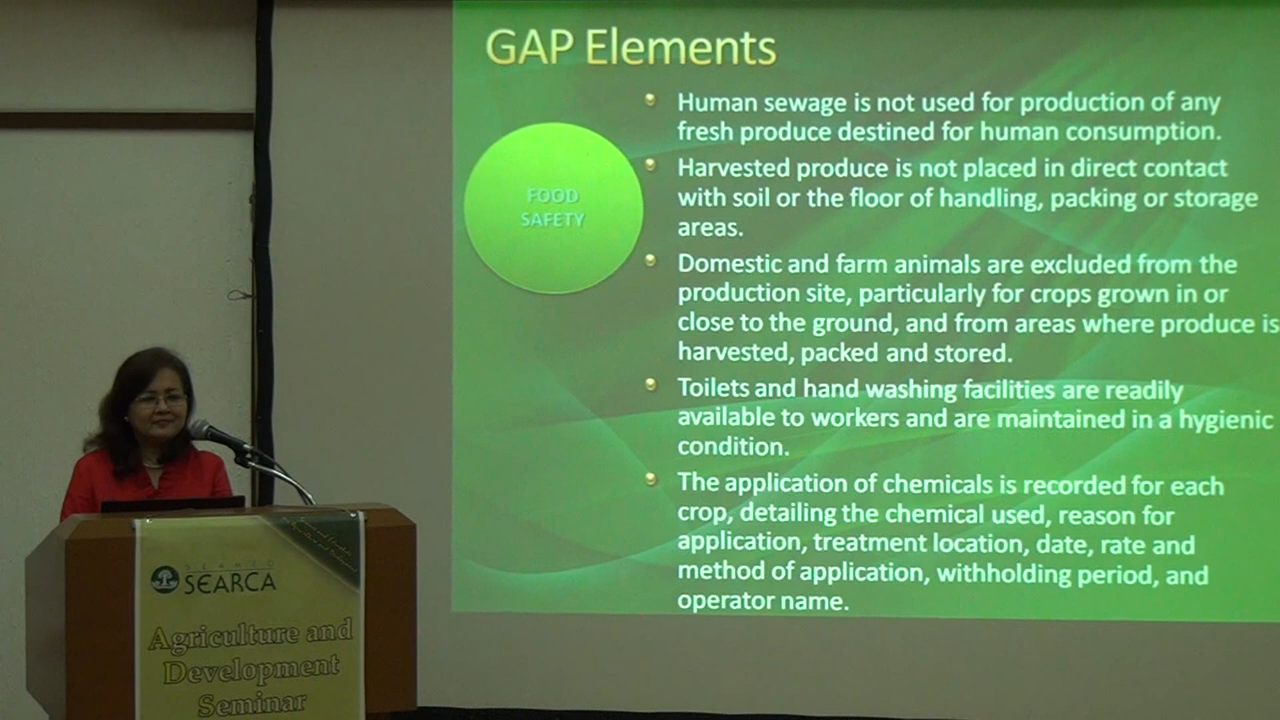 GAP Elements
FOOD
SAFETY
Human sewage is not used for production of any
fresh produce destined for human consumption.
Harvested produce is not placed in direct contact
with soil or the floor of handling, packing or storage
areas.
Domestic and farm animals are excluded from the
production site, particularly for crops grown in or
close to the ground, and from areas where produce is
harvested, packed and stored.
Toilets and hand washing facilities are readily
available to workers and are maintained in a hygienic
condition.
The application of chemicals is recorded for each
crop, detailing the chemical used, reason for
application, treatment location, date, rate and
method of application, withholding period, and
operator name.
SEAMEO
SEARCA
Agriculture and
Development
Seminar